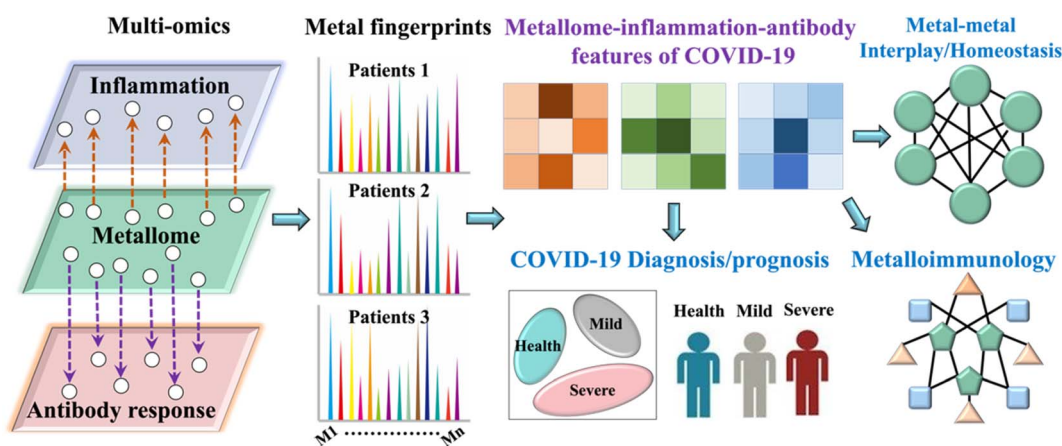 Multi-omics
Inflammation
Metallome
Antibody response
Metal fingerprints
Patients 1
Patients 2
Patients 3
M1 ................ Mn
Metallome-inflammation-antibody
features of COVID-19
COVID-19 Diagnosis/prognosis
Health
Mild
Severe
Health Mild Severe
Metal-metal
Interplay/Homeostasis
Metalloimmunology